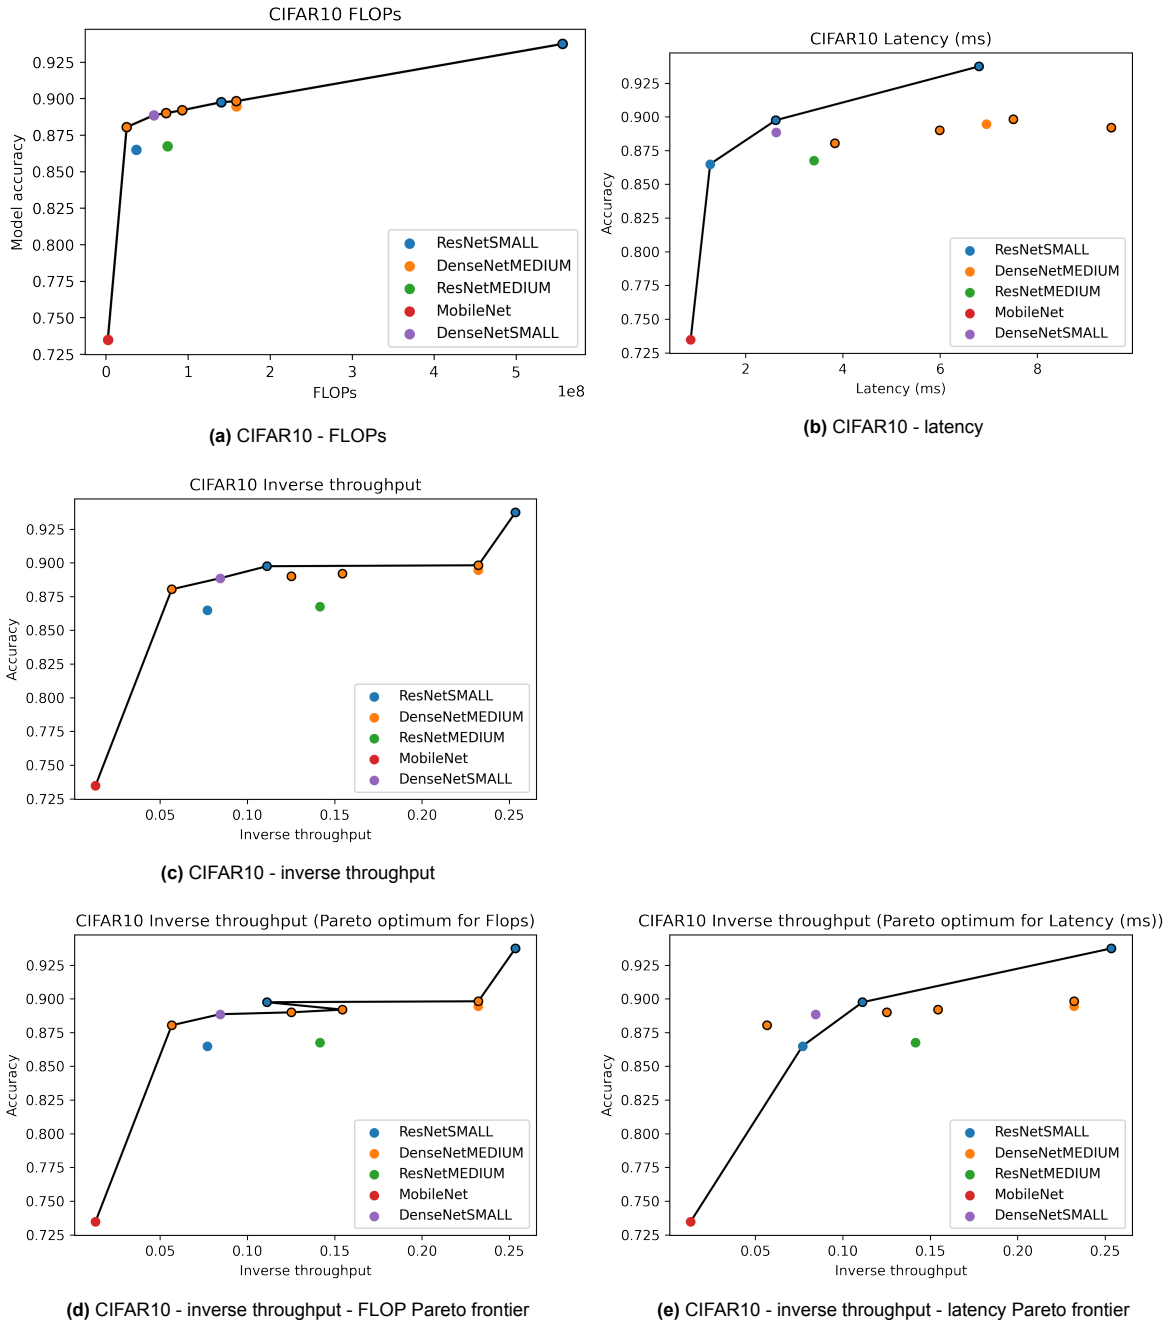 CIFAR10 FLOPs
Model accuracy
0.925
0.900
0.875
0.850
0.825
0.800
0.775
0.750
0.725
0
1
2
3
4
5
1e8
FLOPs
ResNetSMALL
DenseNetMEDIUM
ResNetMEDIUM
MobileNet
DenseNetSMALL
(a) CIFAR10 - FLOPs
CIFAR10 Latency (ms)
Accuracy
0.925
0.900
0.875
0.850
0.825
0.800
0.775
0.750
0.725
2
4
6
8
Latency (ms)
ResNetSMALL
DenseNetMEDIUM
ResNetMEDIUM
MobileNet
DenseNetSMALL
(b) CIFAR10 - latency
CIFAR10 Inverse throughput
Accuracy
0.925
0.900
0.875
0.850
0.825
0.800
0.775
0.750
0.725
0.05
0.10
0.15
0.20
0.25
Inverse throughput
ResNetSMALL
DenseNetMEDIUM
ResNetMEDIUM
MobileNet
DenseNetSMALL
(c) CIFAR10 - inverse throughput
CIFAR10 Inverse throughput (Pareto optimum for Flops)
Accuracy
0.925
0.900
0.875
0.850
0.825
0.800
0.775
0.750
0.725
0.05
0.10
0.15
0.20
0.25
Inverse throughput
ResNetSMALL
DenseNetMEDIUM
ResNetMEDIUM
MobileNet
DenseNetSMALL
(d) CIFAR10 - inverse throughput - FLOP Pareto frontier
CIFAR10 Inverse throughput (Pareto optimum for Latency (ms))
Accuracy
0.925
0.900
0.875
0.850
0.825
0.800
0.775
0.750
0.725
0.05
0.10
0.15
0.20
0.25
Inverse throughput
ResNetSMALL
DenseNetMEDIUM
ResNetMEDIUM
MobileNet
DenseNetSMALL
(e) CIFAR10 - inverse throughput - latency Pareto frontier